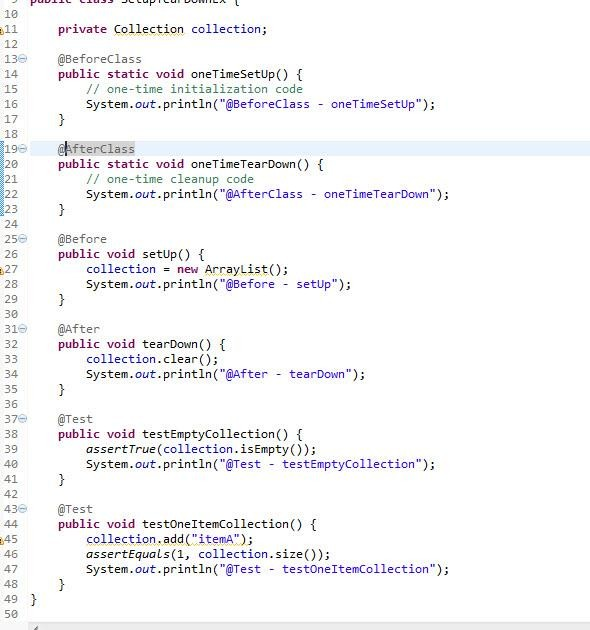 public class SetupTearDownEx {
10
11 private Collection collection;
12
13 @BeforeClass
14 public static void oneTimeSetUp() {
15 // one-time initialization code
16 System.out.println("@BeforeClass - oneTimeSetUp");
17 }
18
19 @AfterClass
20 public static void oneTimeTearDown() {
21 // one-time cleanup code
22 System.out.println("@AfterClass - oneTimeTearDown");
23 }
24
25 @Before
26 public void setUp() {
27 collection = new ArrayList();
28 System.out.println("@Before - setUp");
29 }
30
31 @After
32 public void tearDown() {
33 collection.clear();
34 System.out.println("@After - tearDown");
35 }
36
37 @Test
38 public void testEmptyCollection() {
39 assertTrue(collection.isEmpty());
40 System.out.println("@Test - testEmptyCollection");
41 }
42
43 @Test
44 public void testOneItemCollection() {
45 collection.add("itemA");
46 assertEquals(1, collection.size());
47 System.out.println("@Test - testOneItemCollection");
48 }
49 }
50